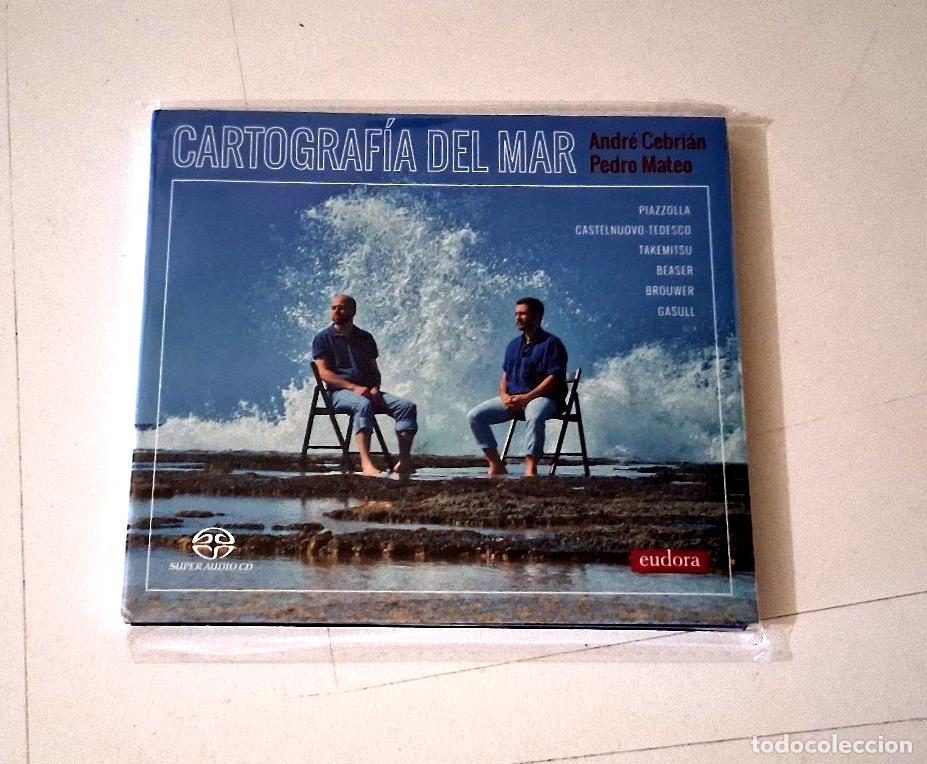 CARTOGRAFÍA DEL MAR
André Cebrián
Pedro Mateo
PIAZZOLLA
CASTELNUOVO-TEDESCO
TAKEMITSU
BEASER
BROUWER
GASULL
SUPER AUDIO CD
eudora
todocoleccion